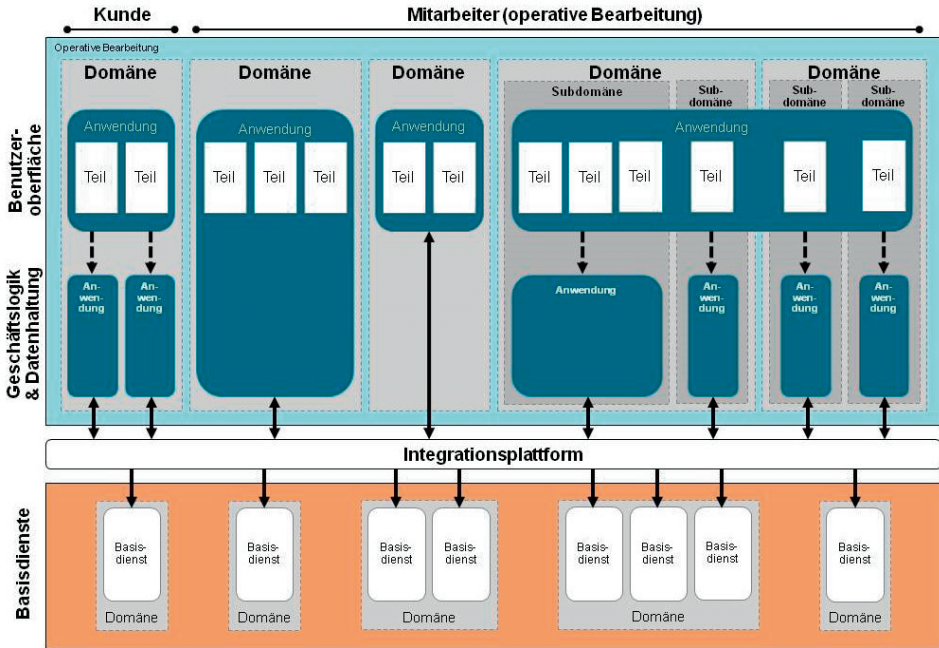 Kunde
Mitarbeiter (operative Bearbeitung)
Operative Bearbeitung
Domäne
Domäne
Domäne
Domäne
Domäne
Subdomäne
Sub-
domäne
Sub-
domäne
Sub-
domäne
Benutzer-
oberfläche
Anwendung
Anwendung
Anwendung
Anwendung
Teil
Teil
Teil
Teil
Teil
Teil
Teil
Teil
Teil
Teil
Teil
Teil
Teil
Geschäftslogik
& Datenhaltung
An-
wen-
dung
An-
wen-
dung
Anwendung
An-
wen-
dung
An-
wen-
dung
An-
wen-
dung
Integrationsplattform
Basisdienste
Basis-
dienst
Basis-
dienst
Basis-
dienst
Basis-
dienst
Basis-
dienst
Basis-
dienst
Basis-
dienst
Basis-
dienst
Domäne
Domäne
Domäne
Domäne
Domäne